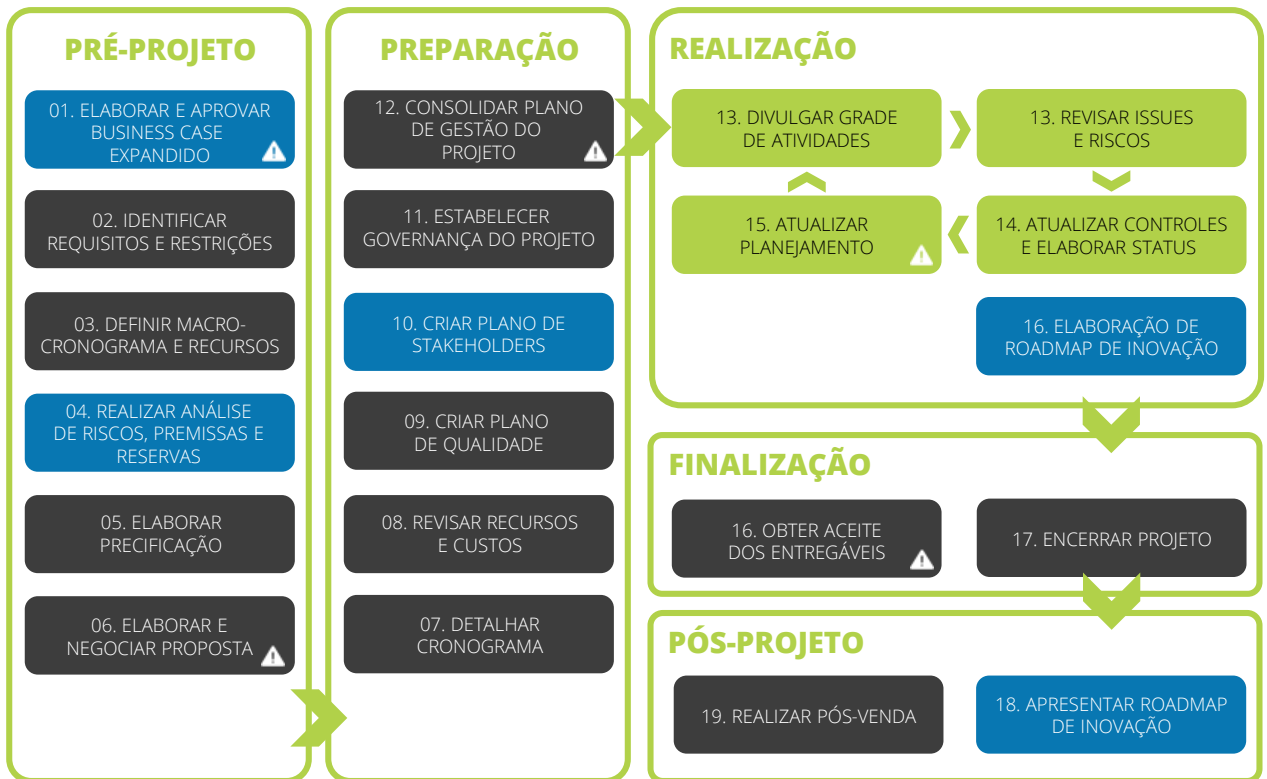 PRÉ-PROJETO
01. ELABORAR E APROVAR
BUSINESS CASE
EXPANDIDO
02. IDENTIFICAR
REQUISITOS E RESTRIÇÕES
03. DEFINIR MACRO-
CRONOGRAMA E RECURSOS
04. REALIZAR ANÁLISE
DE RISCOS, PREMISSAS E
RESERVAS
05. ELABORAR
PRECIFICAÇÃO
06. ELABORAR E
NEGOCIAR PROPOSTA
PREPARAÇÃO
12. CONSOLIDAR PLANO
DE GESTÃO DO
PROJETO
11. ESTABELECER
GOVERNANÇA DO PROJETO
10. CRIAR PLANO DE
STAKEHOLDERS
09. CRIAR PLANO
DE QUALIDADE
08. REVISAR RECURSOS
E CUSTOS
07. DETALHAR
CRONOGRAMA
REALIZAÇÃO
13. DIVULGAR GRADE
DE ATIVIDADES
13. REVISAR ISSUES
E RISCOS
15. ATUALIZAR
PLANEJAMENTO
14. ATUALIZAR CONTROLES
E ELABORAR STATUS
16. ELABORAÇÃO DE
ROADMAP DE INOVAÇÃO
FINALIZAÇÃO
16. OBTER ACEITE
DOS ENTREGÁVEIS
17. ENCERRAR PROJETO
PÓS-PROJETO
19. REALIZAR PÓS-VENDA
18. APRESENTAR ROADMAP
DE INOVAÇÃO